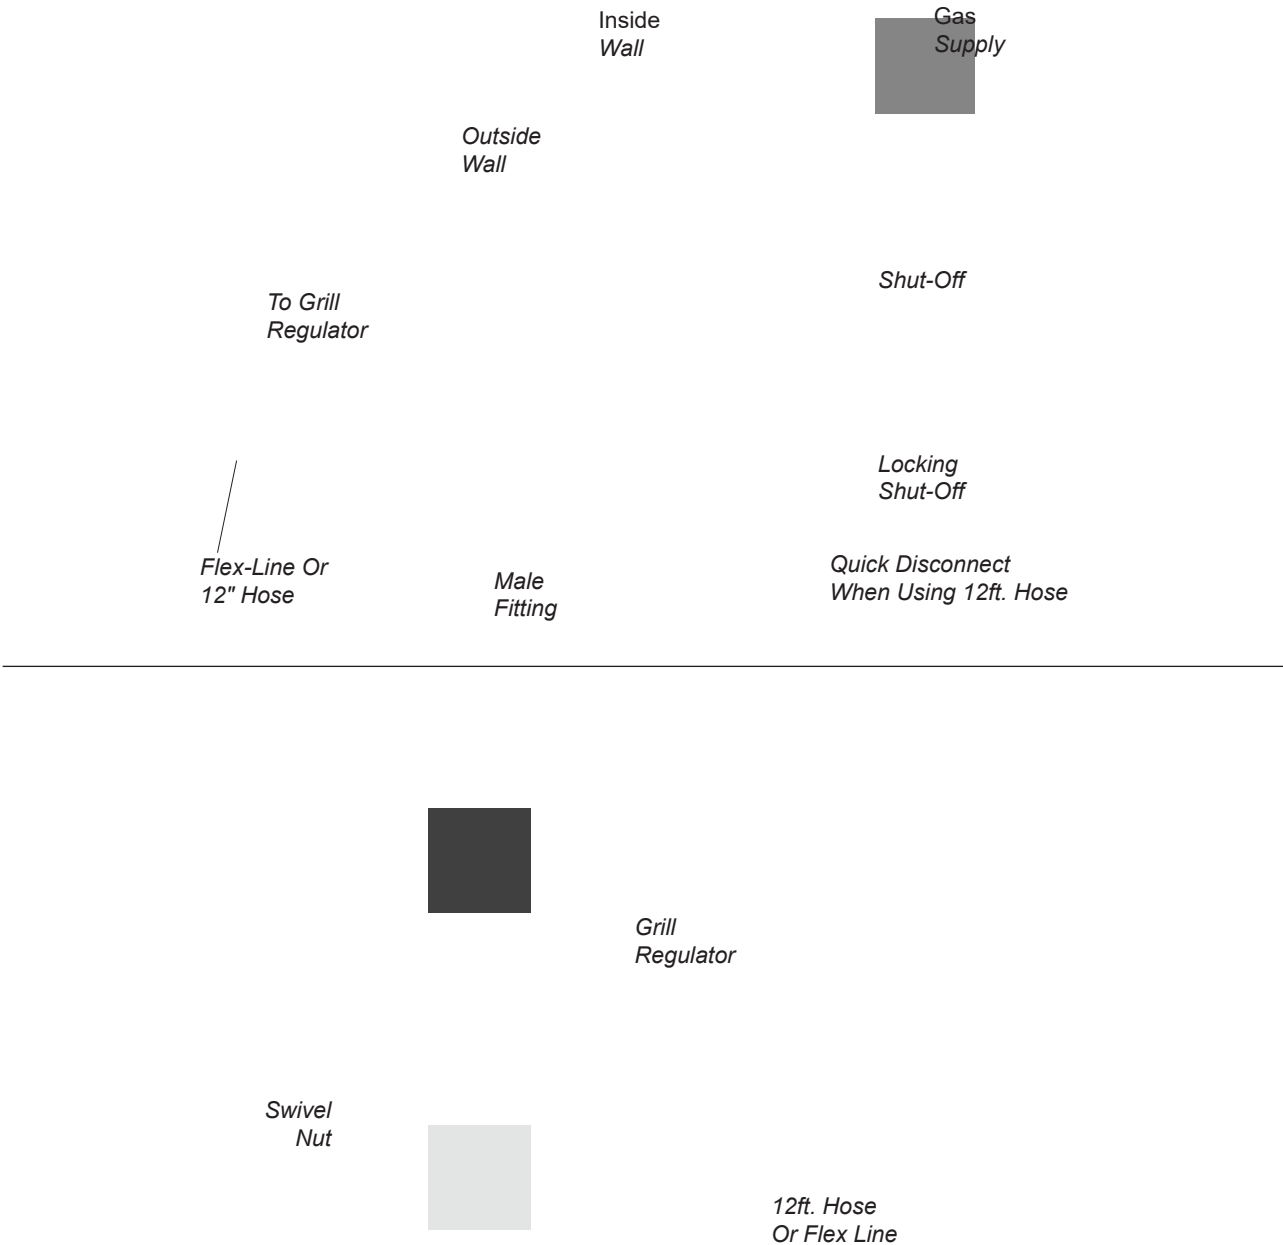 Inside
Wall
Gas
Supply
Outside
Wall
To Grill
Regulator
Shut-Off
Locking
Shut-Off
Flex-Line Or
12" Hose
Male
Fitting
Quick Disconnect
When Using 12ft. Hose
Grill
Regulator
Swivel
Nut
12ft. Hose
Or Flex Line